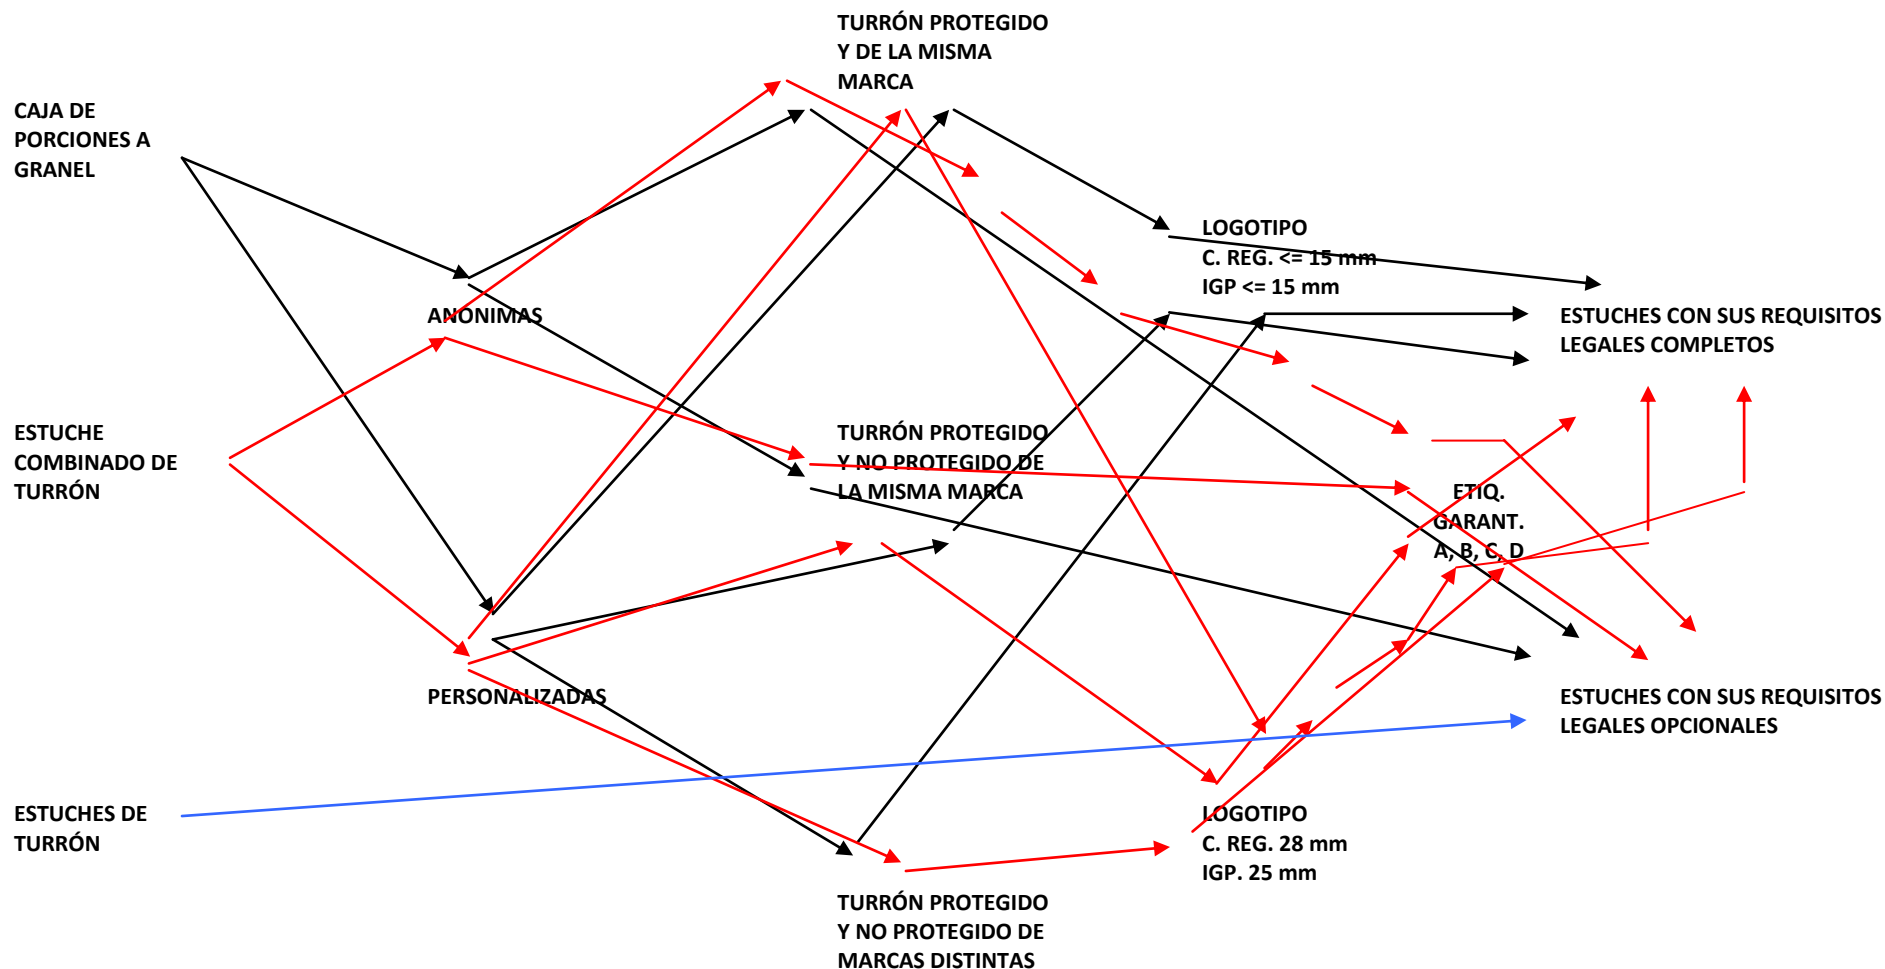 TURRÓN PROTEGIDO
Y DE LA MISMA
MARCA
CAJA DE
PORCIONES A
GRANEL
LOGOTIPO
C. REG. <= 15 mm
IGP <= 15 mm
ANONIMAS
ESTUCHES CON SUS REQUISITOS
LEGALES COMPLETOS
ESTUCHE
COMBINADO DE
TURRÓN
TURRÓN PROTEGIDO
Y NO PROTEGIDO DE
LA MISMA MARCA
ETIQ.
GARANT.
A, B, C, D
PERSONALIZADAS
ESTUCHES CON SUS REQUISITOS
LEGALES OPCIONALES
ESTUCHES DE
TURRÓN
LOGOTIPO
C. REG. 28 mm
IGP. 25 mm
TURRÓN PROTEGIDO
Y NO PROTEGIDO DE
MARCAS DISTINTAS